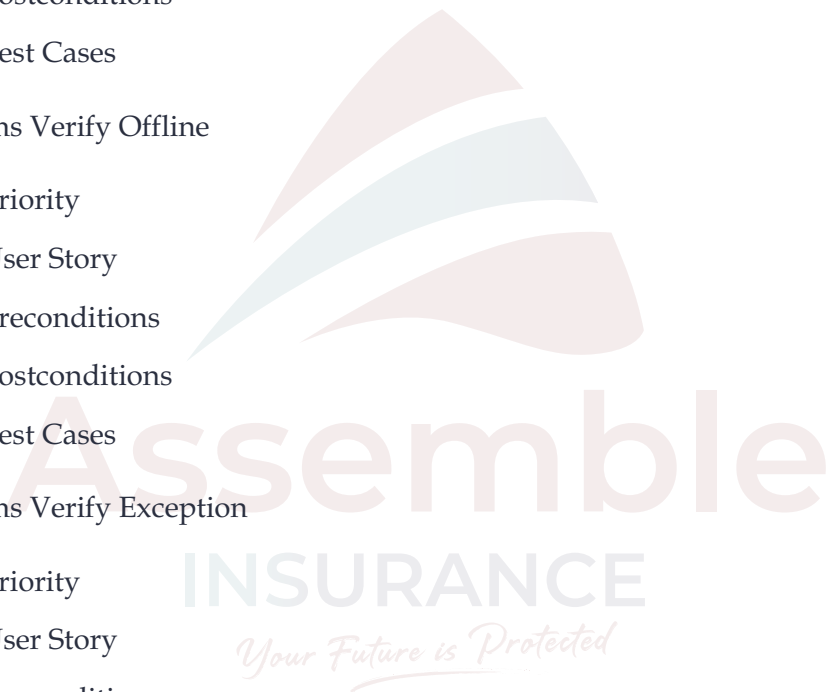 ostconditions
est Cases
ns Verify Offline
riority
ser Story
reconditions
ostconditions
est Cases
Assemble
ns Verify Exception
INSURANCE
riority
ser Story
Your Future is Protected